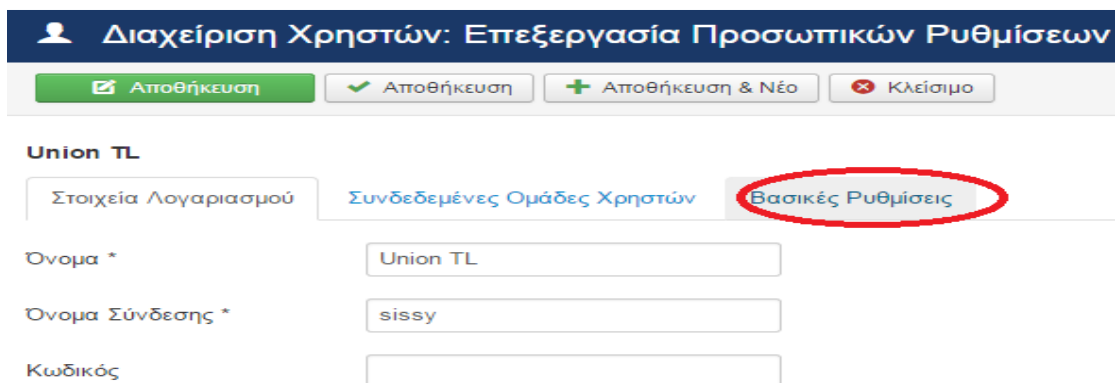 Διαχείριση Χρηστών: Επεξεργασία Προσωπικών Ρυθμίσεων
Αποθήκευση Αποθήκευση Αποθήκευση & Νέο Κλείσιμο
Union TL
Στοιχεία Λογαριασμού Συνδεδεμένες Ομάδες Χρηστών Βασικές Ρυθμίσεις
Όνομα * Union TL
Όνομα Σύνδεσης * sissy
Κωδικός